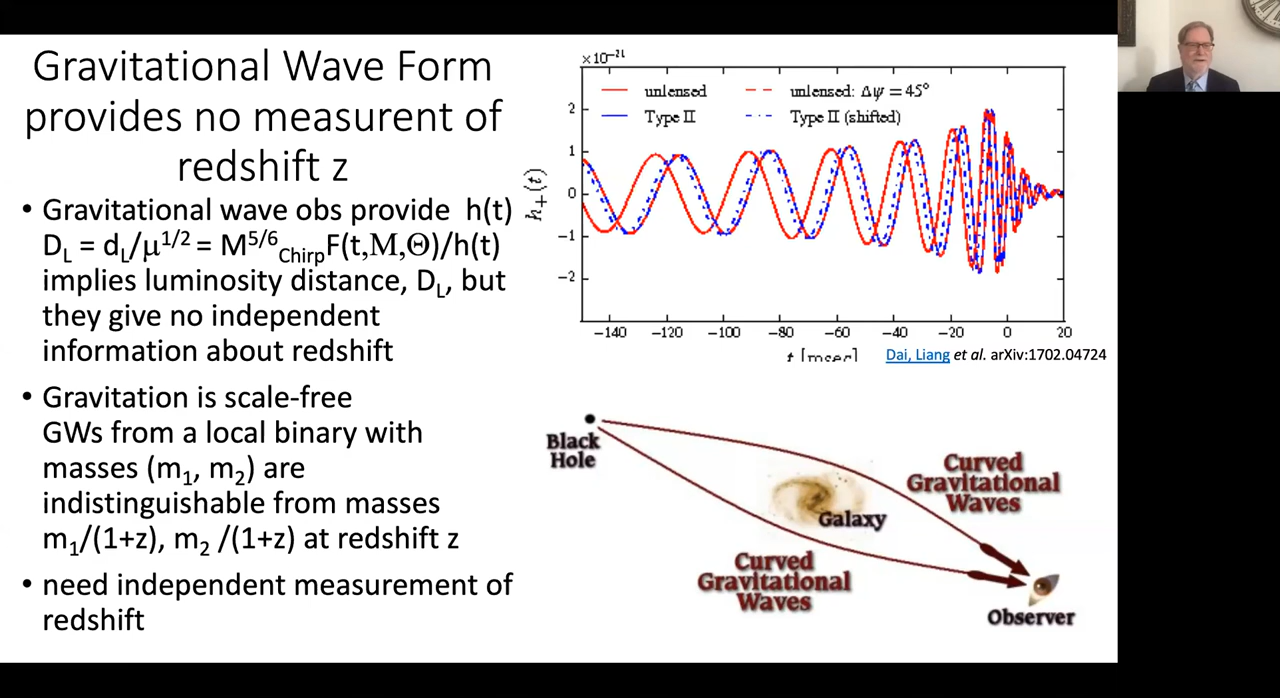 Gravitational Wave Form
provides no measurent of
redshift z
• Gravitational wave obs provide h(t)
D_L = d_L/μ^1/2 = M^5/6_Chirp F(t,M,Θ)/h(t)
implies luminosity distance, D_L, but
they give no independent
information about redshift
• Gravitation is scale-free
GWs from a local binary with
masses (m₁, m₂) are
indistinguishable from masses
m₁/(1+z), m₂ /(1+z) at redshift z
• need independent measurement of
redshift
×10⁻²¹
unlensed
unlensed: Δψ = 45°
Type II
Type II (shifted)
2
1
0
−1
−2
h₊(t)
−140 −120 −100 −80 −60 −40 −20 0 20
t [msec]
Dai, Liang et al. arXiv:1702.04724
Black
Hole
Curved
Gravitational
Waves
Galaxy
Curved
Gravitational
Waves
Observer